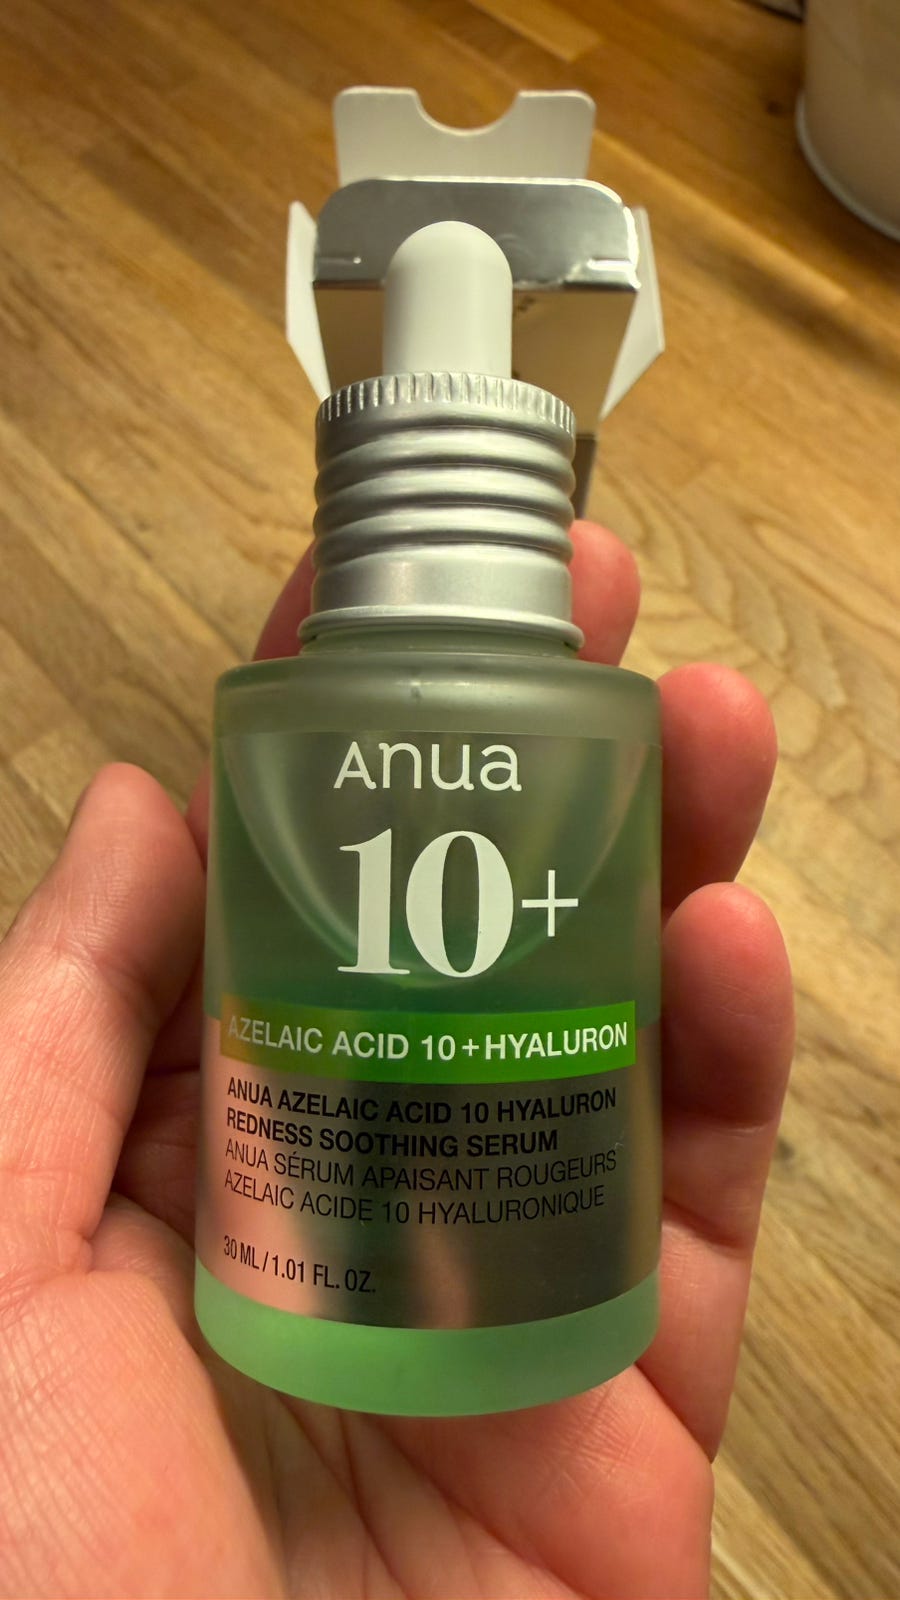 Anua
10+
AZELAIC ACID 10+HYALURON
ANUA AZELAIC ACID 10 HYALURON
REDNESS SOOTHING SERUM
ANUA SÉRUM APAISANT ROUGEURS
AZELAIC ACIDE 10 HYALURONIQUE
30 ML / 1.01 FL. OZ.